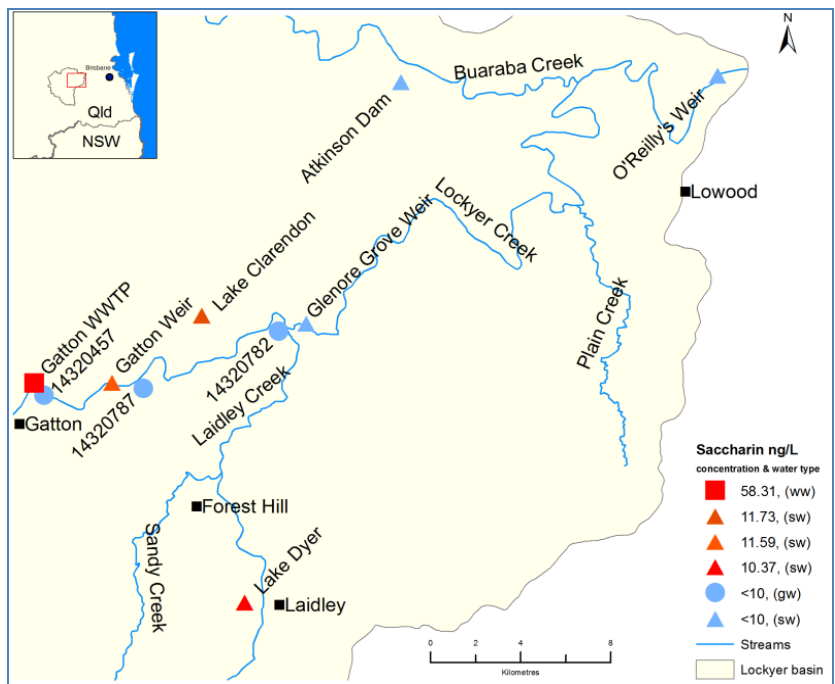 N
Brisbane
Qld
NSW
Buaraba Creek
Atkinson Dam
O'Reilly's Weir
Lowood
Lockyer Creek
Glenore Grove Weir
Lake Clarendon
Gatton WWTP
14320457
Gatton Weir
14320782
14320787
Laidley Creek
Plain Creek
Gatton
Forest Hill
Sandy Creek
Lake Dyer
Laidley
Saccharin ng/L
concentration & water type
58.31, (ww)
11.73, (sw)
11.59, (sw)
10.37, (sw)
<10, (gw)
<10, (sw)
Streams
Lockyer basin
0 2 4 8
Kilometres